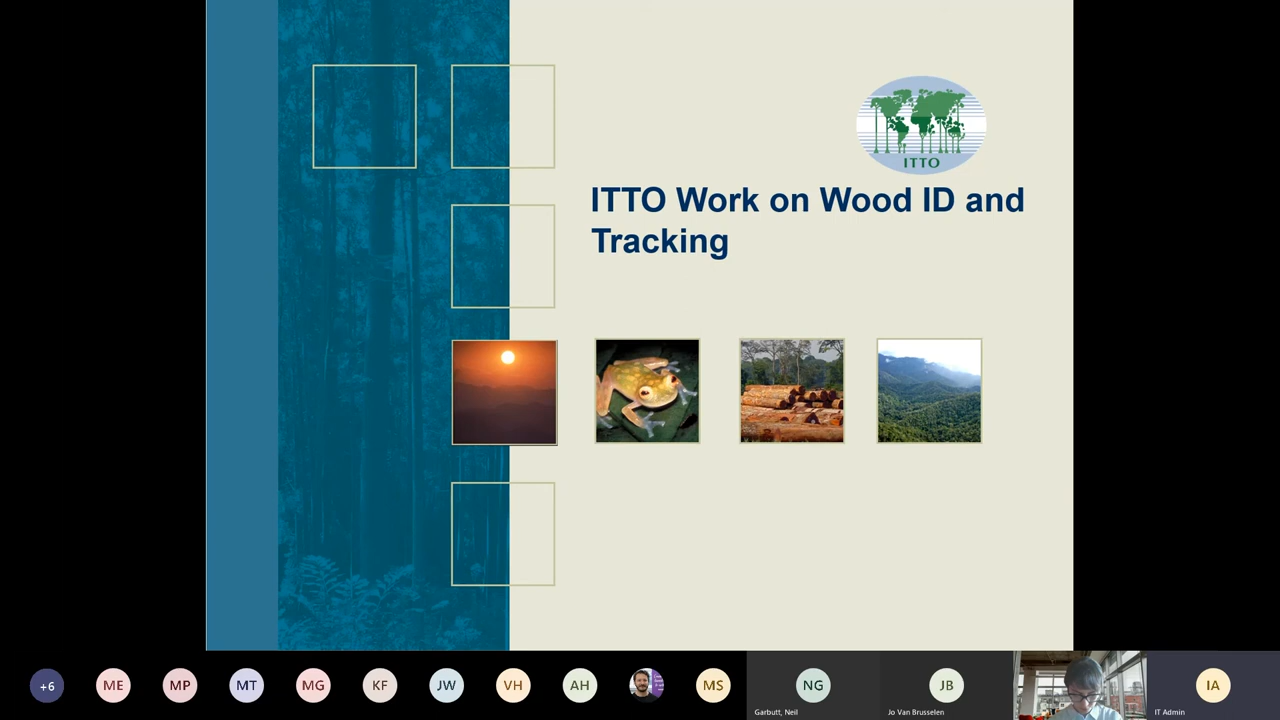 ITTO
ITTO Work on Wood ID and
Tracking
+6
ME
MP
MT
MG
KF
JW
VH
AH
MS
NG
Garbutt, Neil
JB
Jo Van Brusselen
IA
IT Admin